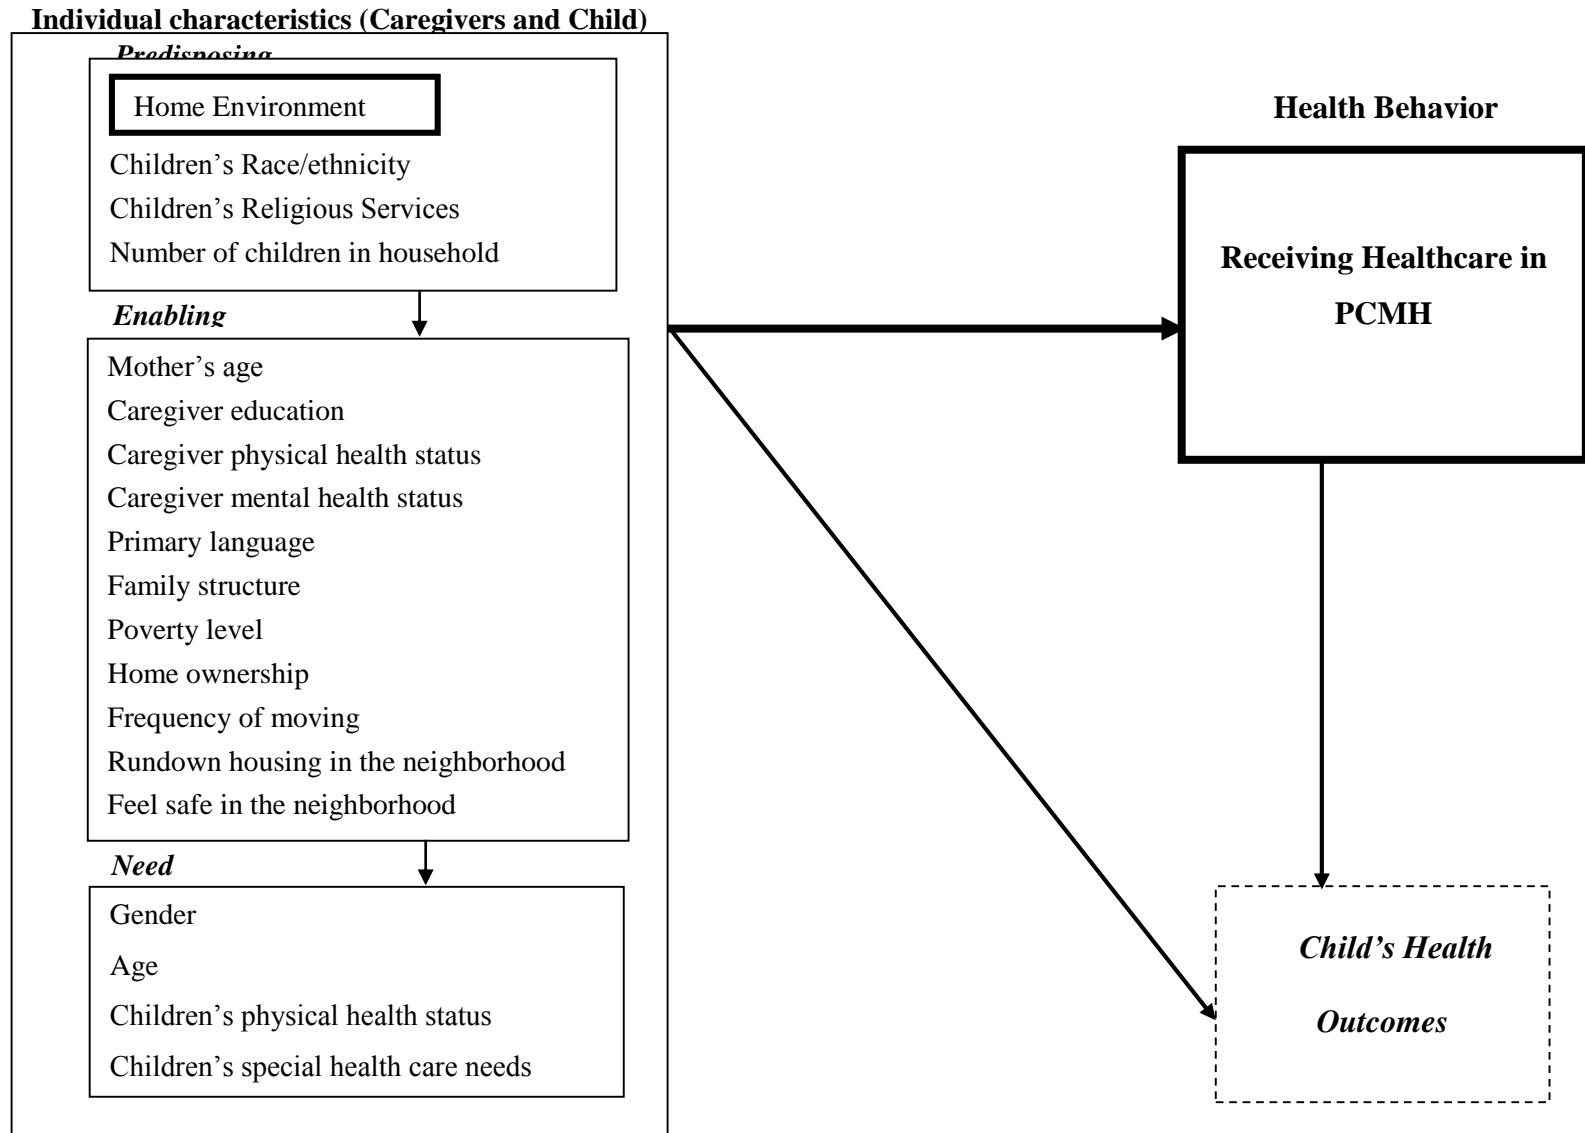 Individual characteristics (Caregivers and Child)
Predisposing
Home Environment
Children’s Race/ethnicity
Children’s Religious Services
Number of children in household
Enabling
Mother’s age
Caregiver education
Caregiver physical health status
Caregiver mental health status
Primary language
Family structure
Poverty level
Home ownership
Frequency of moving
Rundown housing in the neighborhood
Feel safe in the neighborhood
Need
Gender
Age
Children’s physical health status
Children’s special health care needs
Health Behavior
Receiving Healthcare in
PCMH
Child’s Health
Outcomes